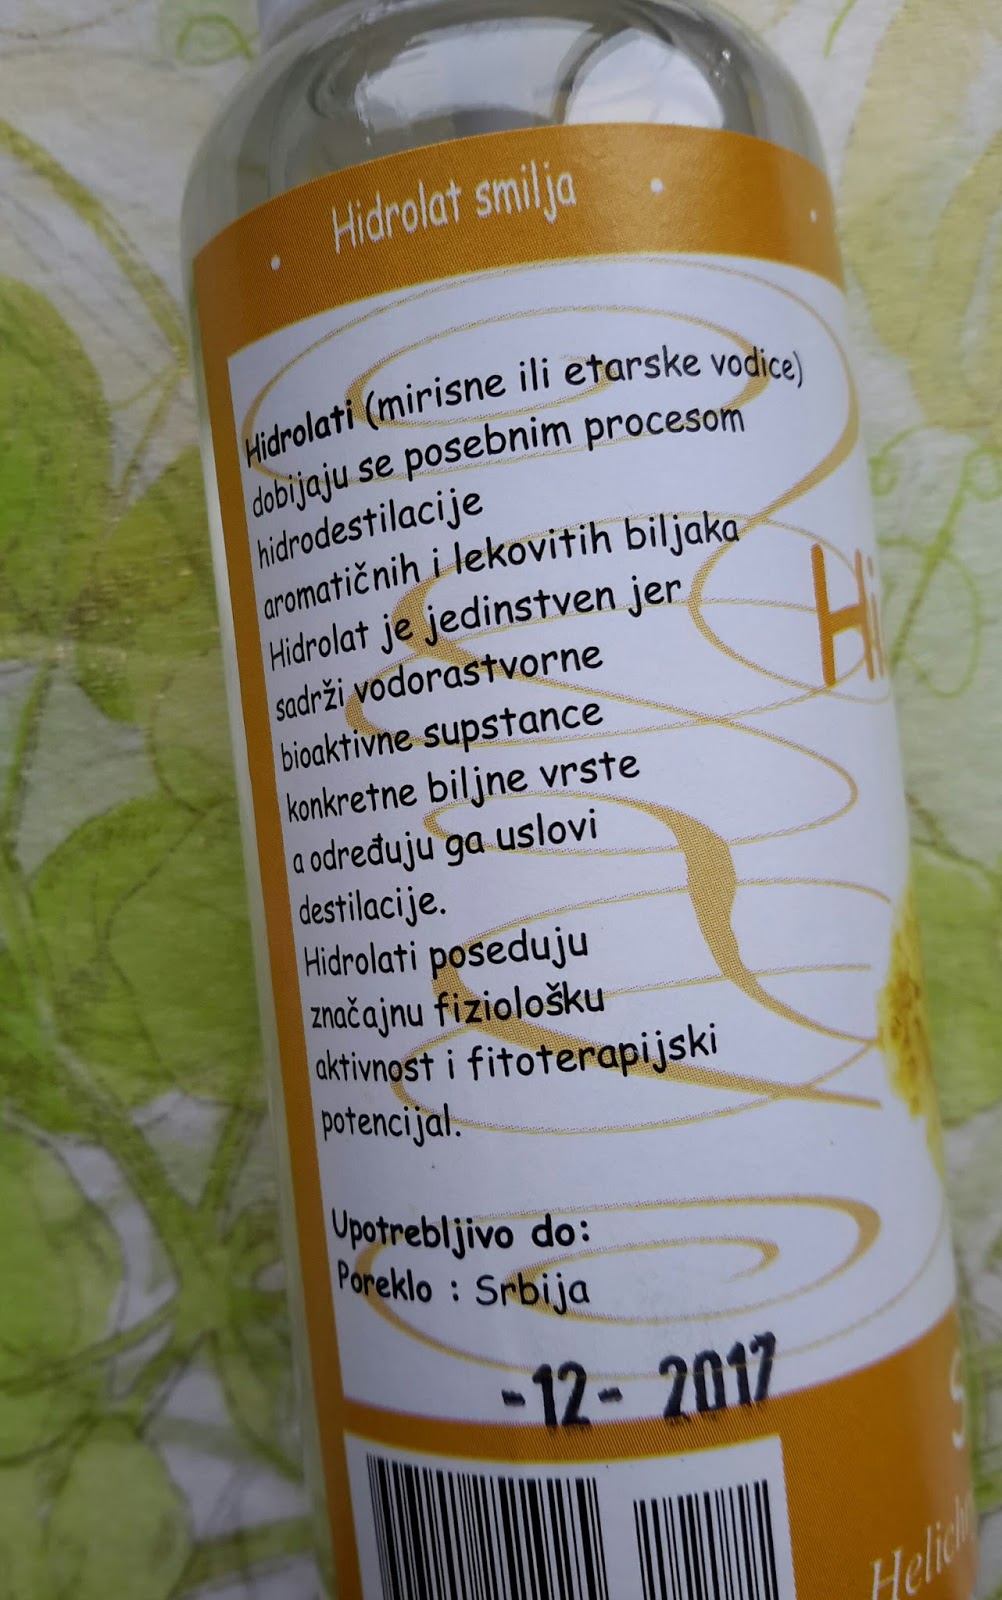 Hidrolat smilja
Hidrolati (mirisne ili etarske vodice)
dobijaju se posebnim procesom
hidrodestilacije
aromatičnih i lekovitih biljaka
Hidrolat je jedinstven jer
sadrži vodorastvorne
bioaktivne supstance
konkretne biljne vrste
a određuju ga uslovi
destilacije.
Hidrolati poseduju
značajnu fiziološku
aktivnost i fitoterapijski
potencijal.
Upotrebljivo do:
Poreklo : Srbija
-12- 2017